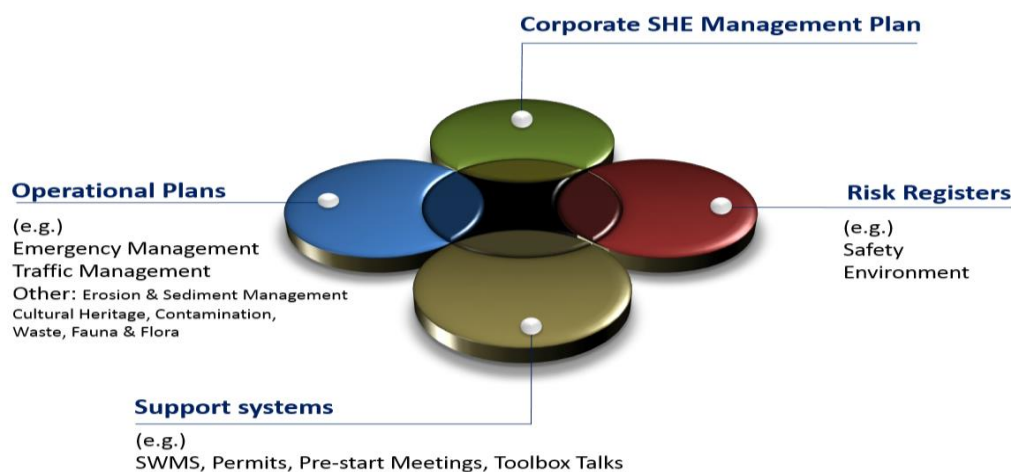 Corporate SHE Management Plan
Operational Plans
(e.g.)
Emergency Management
Traffic Management
Other: Erosion & Sediment Management
Cultural Heritage, Contamination,
Waste, Fauna & Flora
Risk Registers
(e.g.)
Safety
Environment
Support systems
(e.g.)
SWMS, Permits, Pre-start Meetings, Toolbox Talks